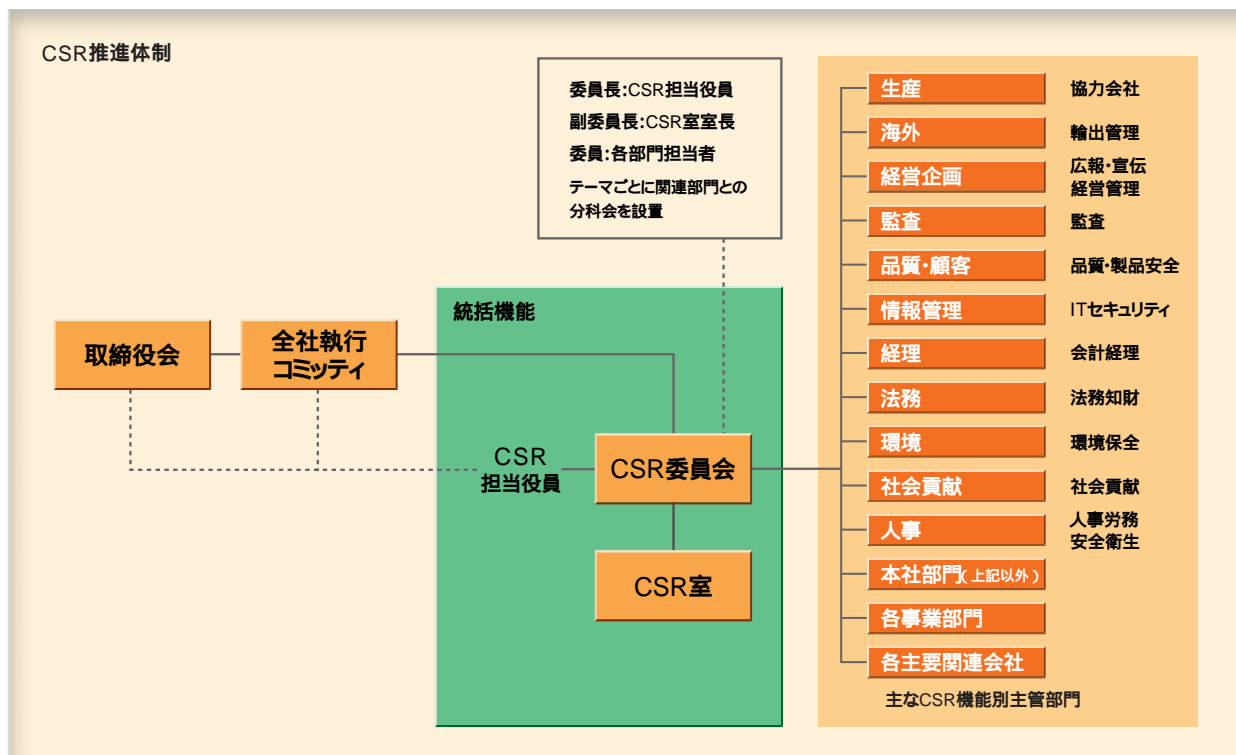 CSR推進体制
委員長:CSR担当役員
副委員長:CSR室室長
委員:各部門担当者
テーマごとに関連部門との
分科会を設置
取締役会
全社執行
コミッティ
統括機能
CSR
担当役員
CSR委員会
CSR室
生産 協力会社
海外 輸出管理
経営企画 広報・宣伝
経営管理
監査 監査
品質・顧客 品質・製品安全
情報管理 ITセキュリティ
経理 会計経理
法務 法務知財
環境 環境保全
社会貢献 社会貢献
人事 人事労務
安全衛生
本社部門(上記以外)
各事業部門
各主要関連会社
主なCSR機能別主管部門